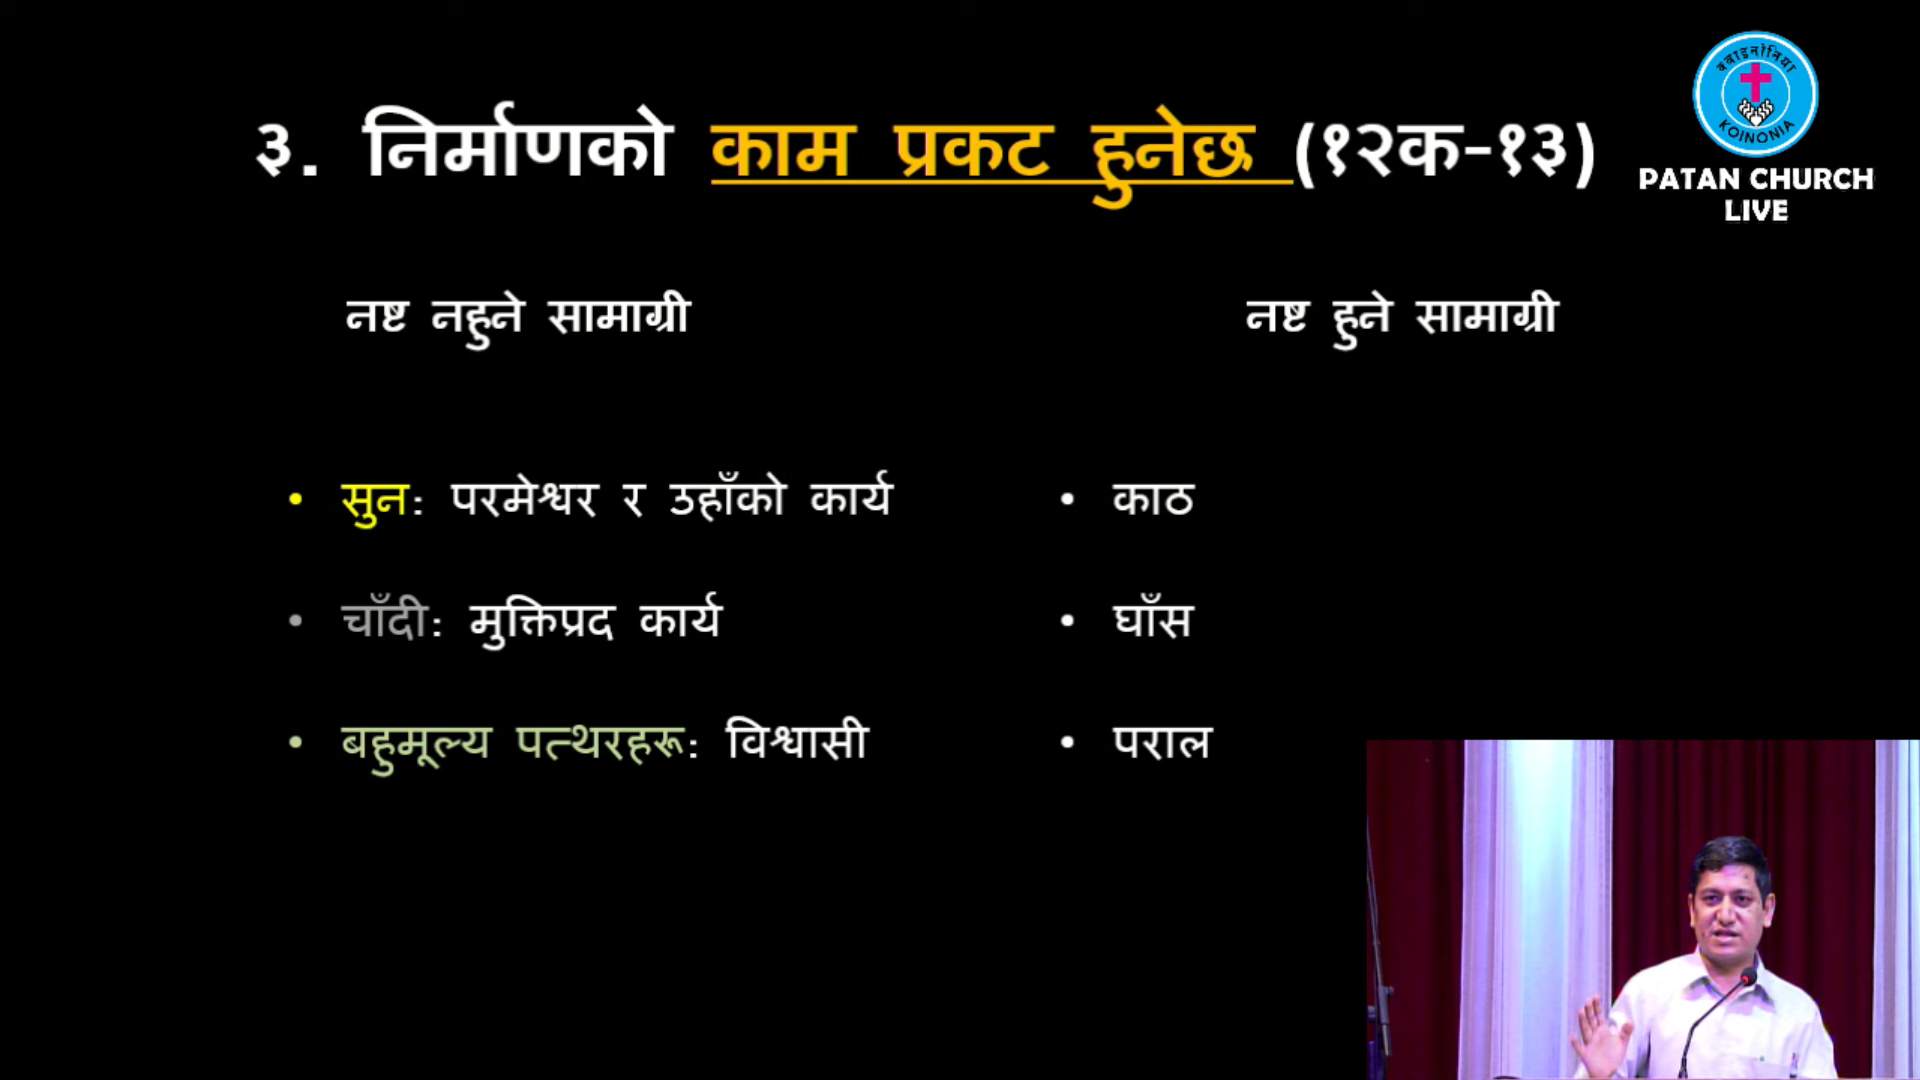 ३. निर्माणको काम प्रकट हुनेछ (१२क-१३)
क्वाइनोनिया
KOINONIA
PATAN CHURCH
LIVE
नष्ट नहुने सामाग्री
नष्ट हुने सामाग्री
• सुन: परमेश्वर र उहाँको कार्य
• चाँदी: मुक्तिप्रद कार्य
• बहुमूल्य पत्थरहरू: विश्वासी
• काठ
• घाँस
• पराल